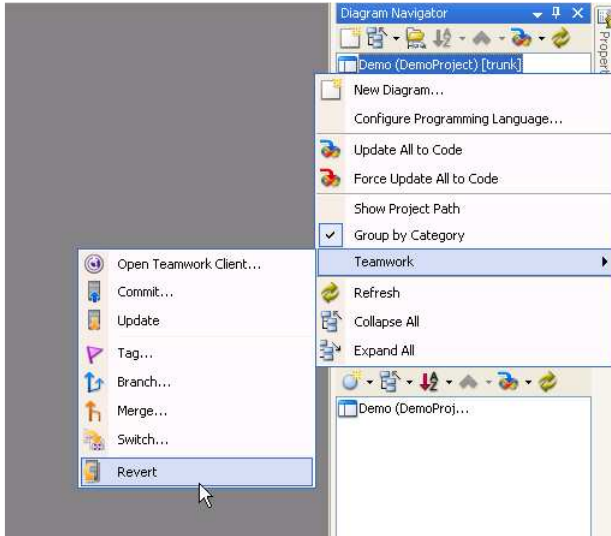 Diagram Navigator
Demo (DemoProject) [trunk]
New Diagram...
Configure Programming Language...
Update All to Code
Force Update All to Code
Show Project Path
Group by Category
Teamwork
Refresh
Collapse All
Expand All
Open Teamwork Client...
Commit...
Update
Tag...
Branch...
Merge...
Switch...
Revert
Demo (DemoProj...